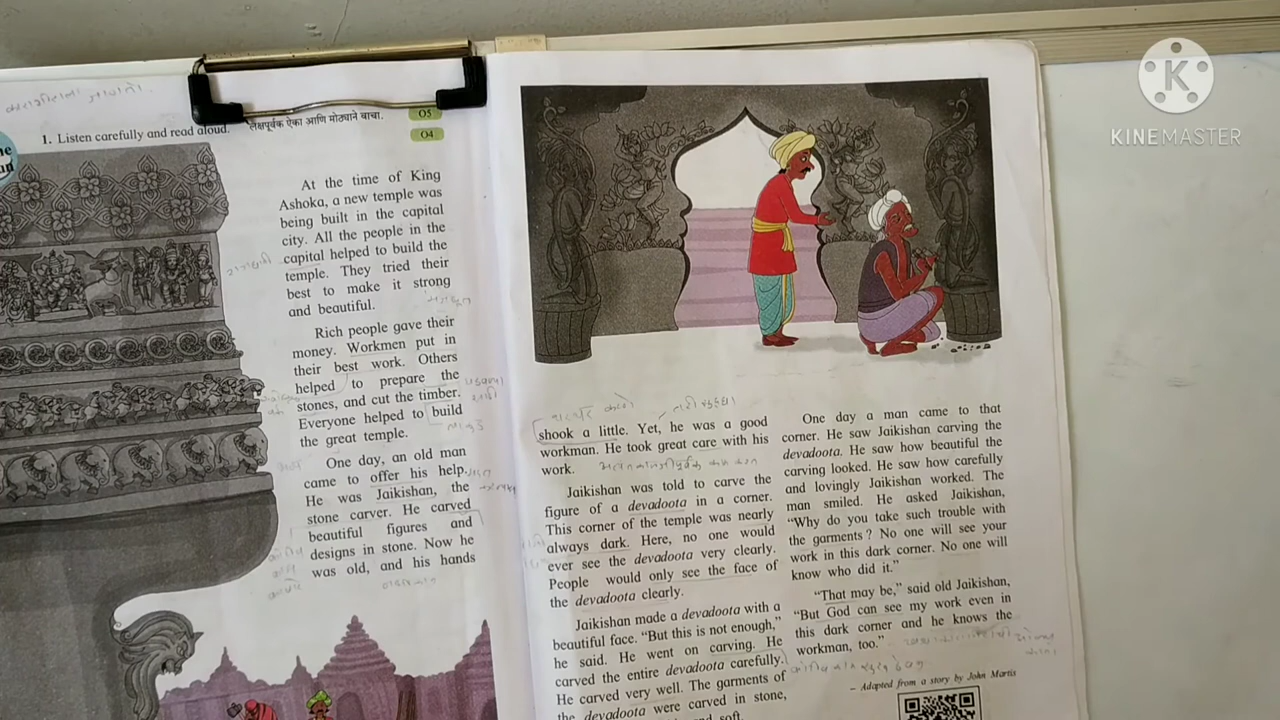 KINEMASTER
1. Listen carefully and read aloud.
लक्षपूर्वक ऐका आणि मोठ्याने वाचा.
O5
O4
At the time of King
Ashoka, a new temple was
being built in the capital
city. All the people in the
capital helped to build the
temple. They tried their
best to make it strong
and beautiful.
Rich people gave their
money. Workmen put in
their best work. Others
helped to prepare the
stones, and cut the timber.
Everyone helped to build
the great temple.
One day, an old man
came to offer his help.
He was Jaikishan, the
stone carver. He carved
beautiful figures and
designs in stone. Now he
was old, and his hands
shook a little. Yet, he was a good
workman. He took great care with his
work.
Jaikishan was told to carve the
figure of a devadoota in a corner.
This corner of the temple was nearly
always dark. Here, no one would
ever see the devadoota very clearly.
People would only see the face of
the devadoota clearly.
Jaikishan made a devadoota with a
beautiful face. “But this is not enough,”
he said. He went on carving. He
carved the entire devadoota carefully.
He carved very well. The garments of
the devadoota were carved in stone,
and soft.
One day a man came to that
corner. He saw Jaikishan carving the
devadoota. He saw how beautiful the
carving looked. He saw how carefully
and lovingly Jaikishan worked. The
man smiled. He asked Jaikishan,
“Why do you take such trouble with
the garments ? No one will see your
work in this dark corner. No one will
know who did it.”
“That may be,” said old Jaikishan,
“But God can see my work even in
this dark corner and he knows the
workman, too.”
– Adapted from a story by John Martis